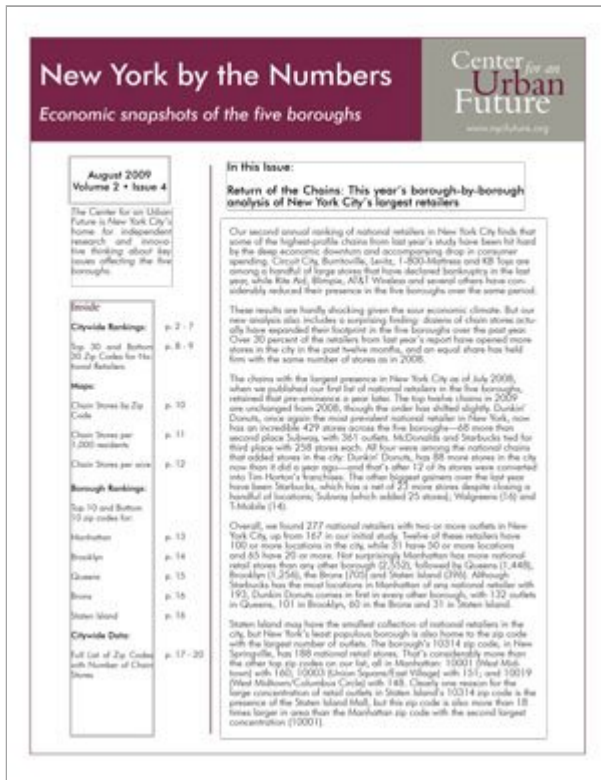 New York by the Numbers
Economic snapshots of the five boroughs
Center for an
Urban
Future
www.nycfuture.org
August 2009
Volume 2 • Issue 4
The Center for an Urban
Future is New York City's
home for independent
research and innova-
tive thinking about key
issues affecting the five
boroughs.
Inside
Citywide Rankings: p. 2 - 7
Top 30 and Bottom p. 8 - 9
30 Zip Codes for Na-
tional Retailers
Maps:
Chain Stores by Zip p. 10
Code
Chain Stores per p. 11
1,000 residents
Chain Stores per acre p. 12
Borough Rankings:
Top 10 and Bottom
10 zip codes for:
Manhattan p. 13
Brooklyn p. 14
Queens p. 15
Bronx p. 16
Staten Island p. 16
Citywide Data:
Full List of Zip Codes p. 17 - 20
with Number of Chain
Stores
In this Issue:
Return of the Chains: This year's borough-by-borough
analysis of New York City's largest retailers
Our second annual ranking of national retailers in New York City finds that
some of the highest-profile chains from last year's study have been hit hard
by the deep economic downturn and accompanying drop in consumer
spending. Circuit City, Burritoville, Levitz, 1-800-Mattress and KB Toys are
among a handful of large stores that have declared bankruptcy in the last
year, while Rite Aid, Blimpie, AT&T Wireless and several others have con-
siderably reduced their presence in the five boroughs over the same period.
These results are hardly shocking given the sour economic climate. But our
new analysis also includes a surprising finding: dozens of chain stores actu-
ally have expanded their footprint in the five boroughs over the past year.
Over 30 percent of the retailers from last year's report have opened more
stores in the city in the past twelve months, and an equal share has held
firm with the same number of stores as in 2008.
The chains with the largest presence in New York City as of July 2008,
when we published our first list of national retailers in the five boroughs,
retained that pre-eminence a year later. The top twelve chains in 2009
are unchanged from 2008, though the order has shifted slightly. Dunkin'
Donuts, once again the most prevalent national retailer in New York, now
has an incredible 429 stores across the five boroughs—68 more than
second place Subway, with 361 outlets. McDonalds and Starbucks tied for
third place with 258 stores each. All four were among the national chains
that added stores in the city: Dunkin' Donuts, has 88 more stores in the city
now than it did a year ago—and that's after 12 of its stores were converted
into Tim Horton's franchises. The other biggest gainers over the last year
have been Starbucks, which has a net of 23 more stores despite closing a
handful of locations; Subway (which added 25 stores), Walgreens (16) and
T-Mobile (14).
Overall, we found 277 national retailers with two or more outlets in New
York City, up from 167 in our initial study. Twelve of these retailers have
100 or more locations in the city, while 31 have 50 or more locations
and 65 have 20 or more. Not surprisingly Manhattan has more national
retail stores than any other borough (2,552), followed by Queens (1,448),
Brooklyn (1,256), the Bronx (705) and Staten Island (396). Although
Starbucks has the most locations in Manhattan of any national retailer with
193, Dunkin Donuts comes in first in every other borough, with 132 outlets
in Queens, 101 in Brooklyn, 60 in the Bronx and 31 in Staten Island.
Staten Island may have the smallest collection of national retailers in the
city, but New York's least populous borough is also home to the zip code
with the largest number of outlets. The borough's 10314 zip code, in New
Springville, has 188 national retail stores. That's considerably more than
the other top zip codes on our list, all in Manhattan: 10001 (West Mid-
town) with 160; 10003 (Union Square/East Village) with 151; and 10019
(West Midtown/Columbus Circle) with 148. Clearly one reason for the
large concentration of retail outlets in Staten Island's 10314 zip code is the
presence of the Staten Island Mall, but this zip code is also more than 18
times larger in area than the Manhattan zip code with the second largest
concentration (10001).